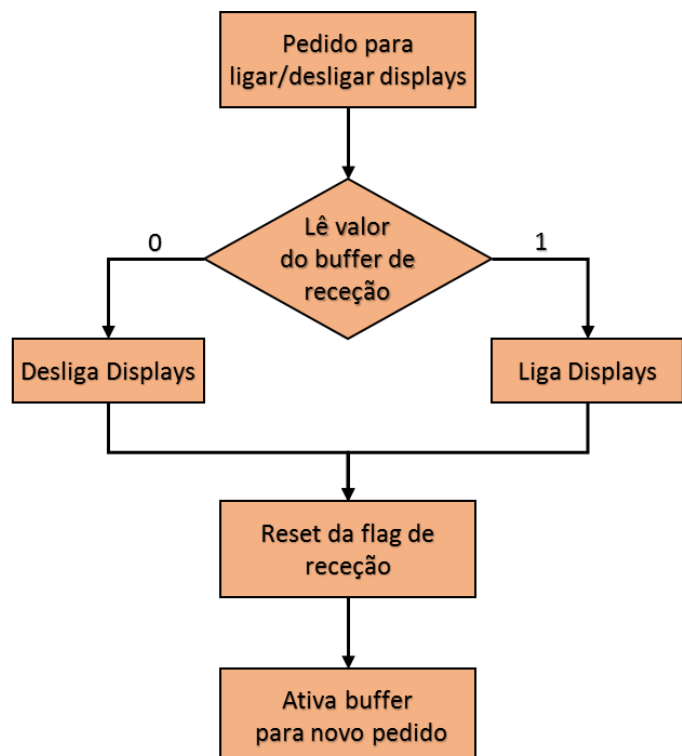 Pedido para
ligar/desligar displays
Lê valor
do buffer de
receção
0
1
Desliga Displays
Liga Displays
Reset da flag de
receção
Ativa buffer
para novo pedido